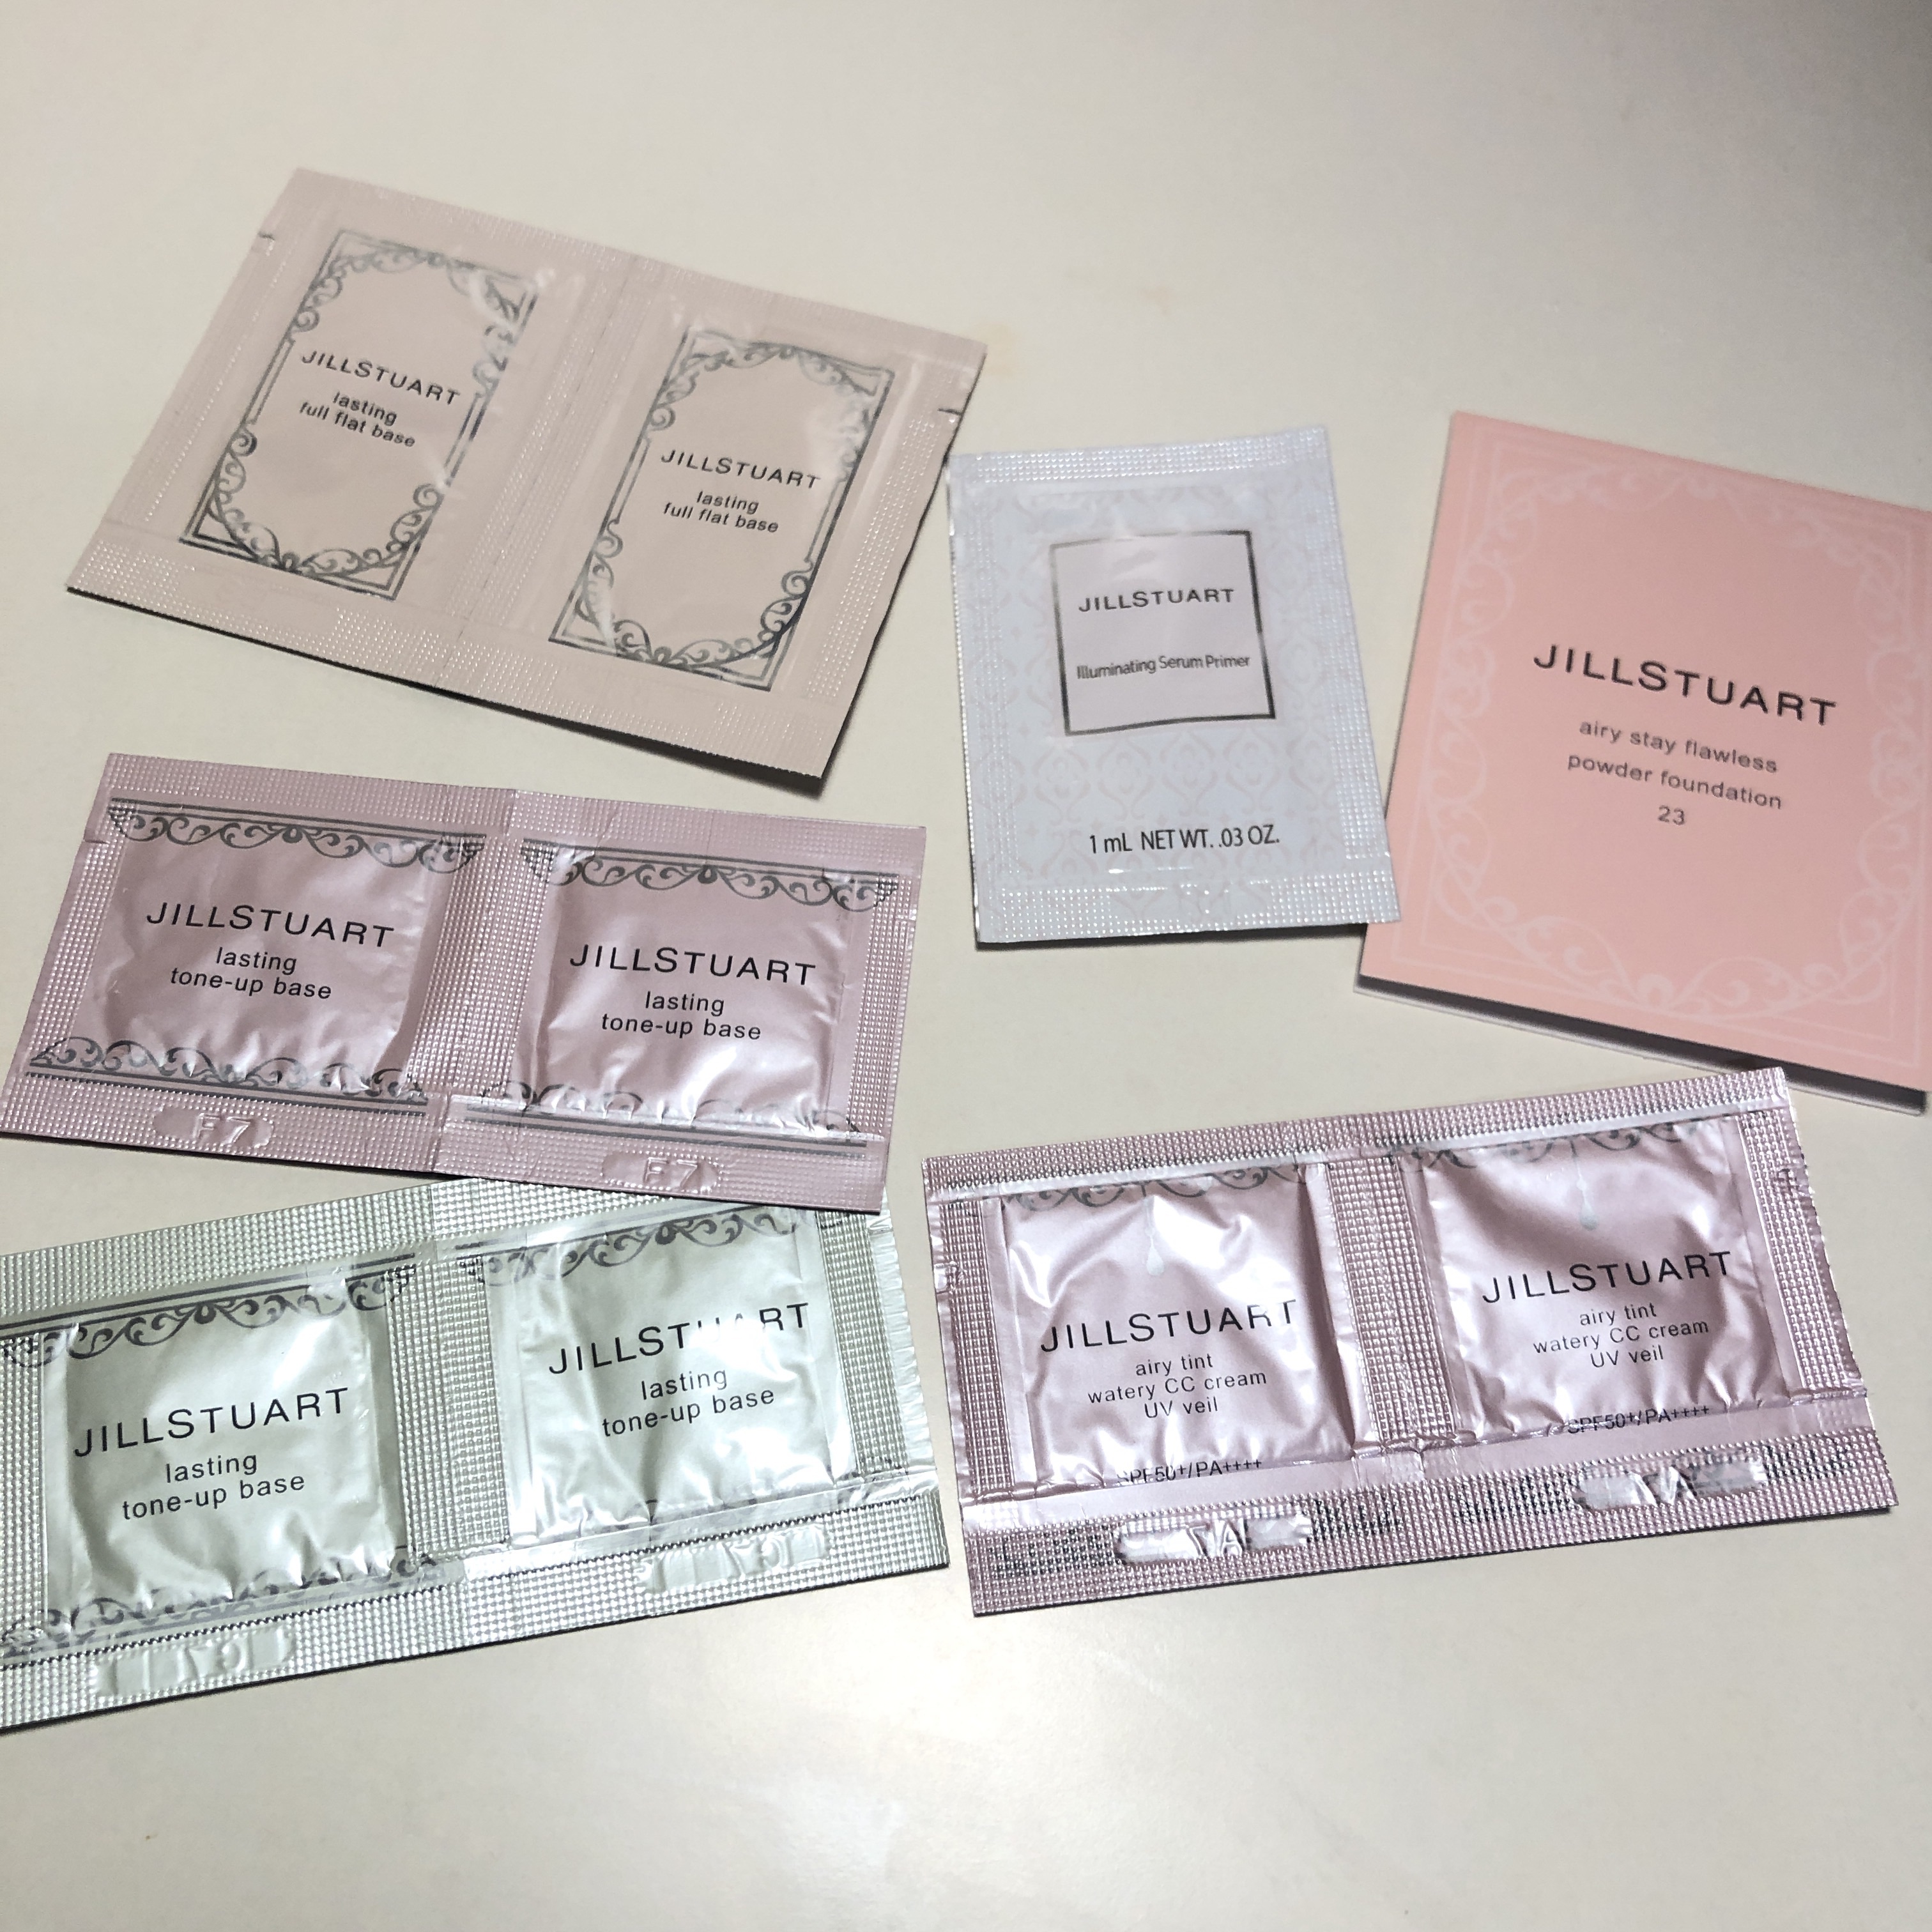 JILLSTUART
lasting
full flat base
JILLSTUART
lasting
full flat base
JILLSTUART
Illuminating Serum Primer
1 mL NET WT. .03 OZ.
JILLSTUART
airy stay flawless
powder foundation
23
JILLSTUART
lasting
tone-up base
F7
JILLSTUART
lasting
tone-up base
F7
JILLSTUART
lasting
tone-up base
JILLSTUART
lasting
tone-up base
JILLSTUART
airy tint
watery CC cream
UV veil
SPF50+/PA++++
JILLSTUART
airy tint
watery CC cream
UV veil
SPF50+/PA++++